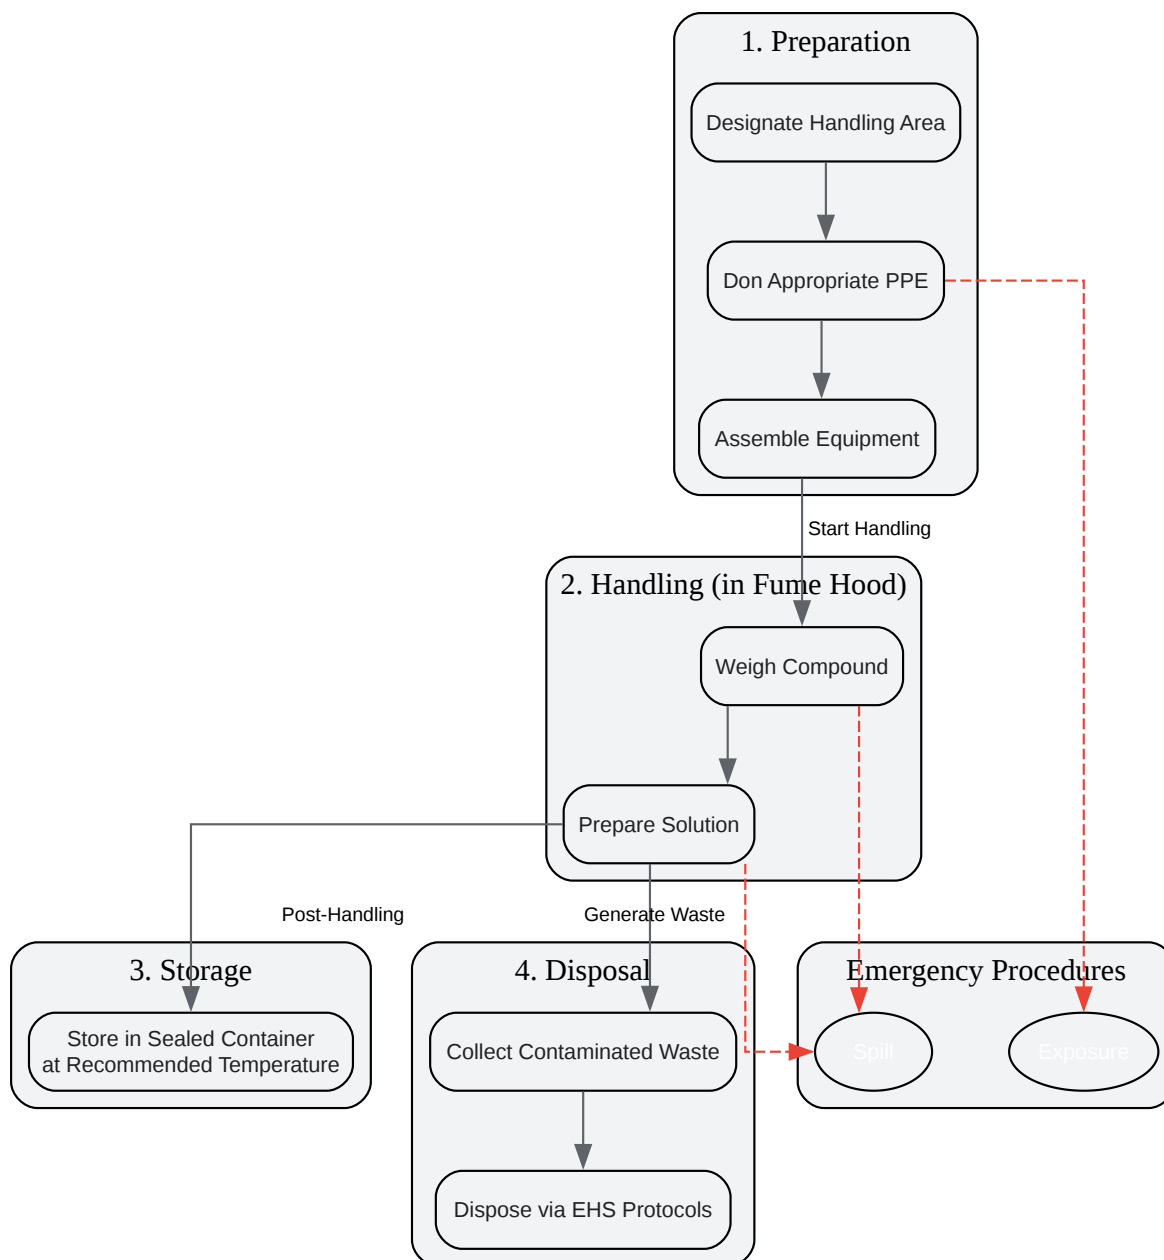 1. Preparation
Designate Handling Area
Don Appropriate PPE
Assemble Equipment
Start Handling
2. Handling (in Fume Hood)
Weigh Compound
Prepare Solution
Post-Handling
Generate Waste
3. Storage
Store in Sealed Container
at Recommended Temperature
4. Disposal
Collect Contaminated Waste
Dispose via EHS Protocols
Emergency Procedures
Spill
Exposure